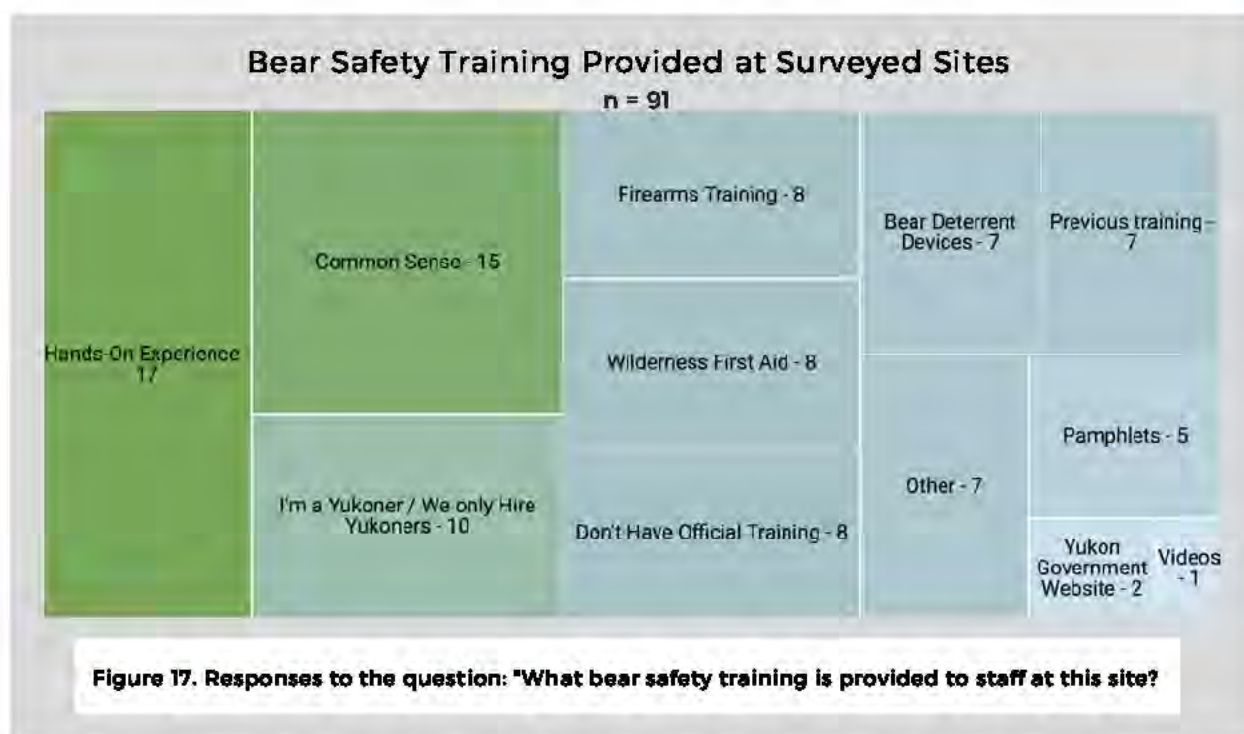 Bear Safety Training Provided at Surveyed Sites
n = 91
Hands-On Experience
17
Common Sense - 15
I'm a Yukoner / We only Hire
Yukoners - 10
Firearms Training - 8
Wilderness First Aid - 8
Don't Have Official Training - 8
Bear Deterrent
Devices - 7
Previous training -
7
Other - 7
Pamphlets - 5
Yukon
Government
Website - 2
Videos
- 1
Figure 17. Responses to the question: "What bear safety training is provided to staff at this site?